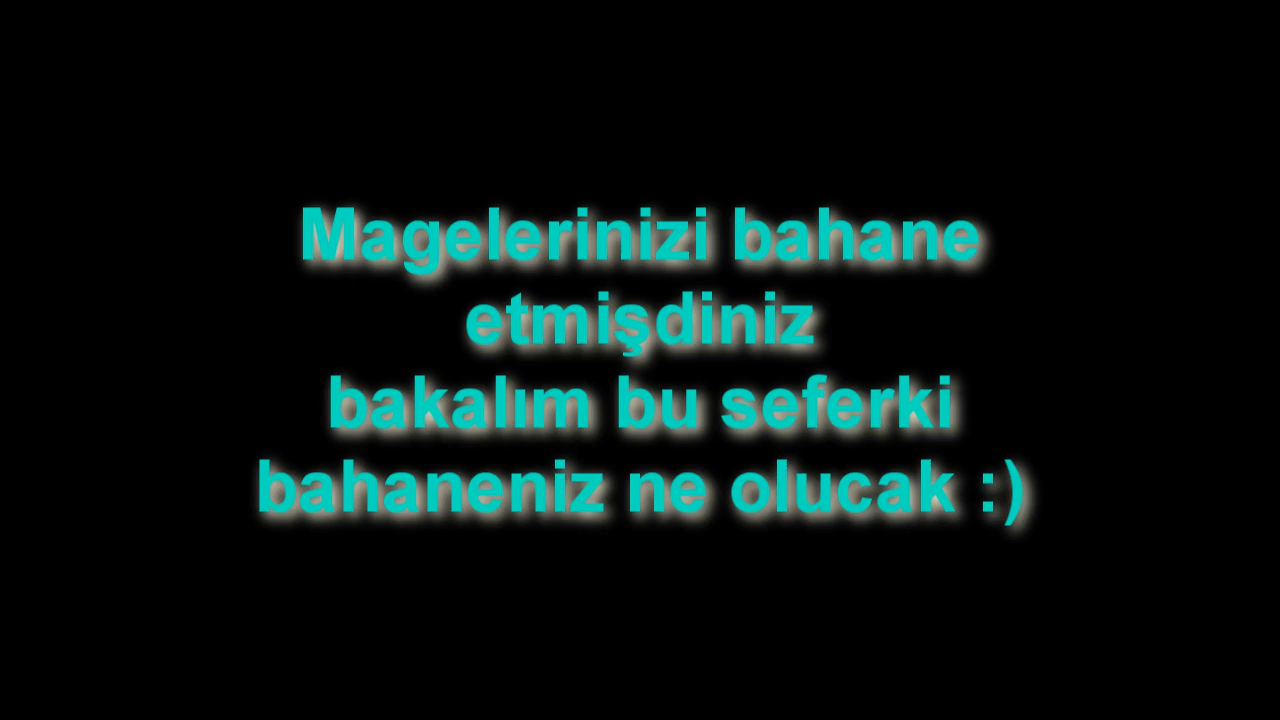 Magelerinizi bahane
etmişdiniz
bakalım bu seferki
bahaneniz ne olucak :)